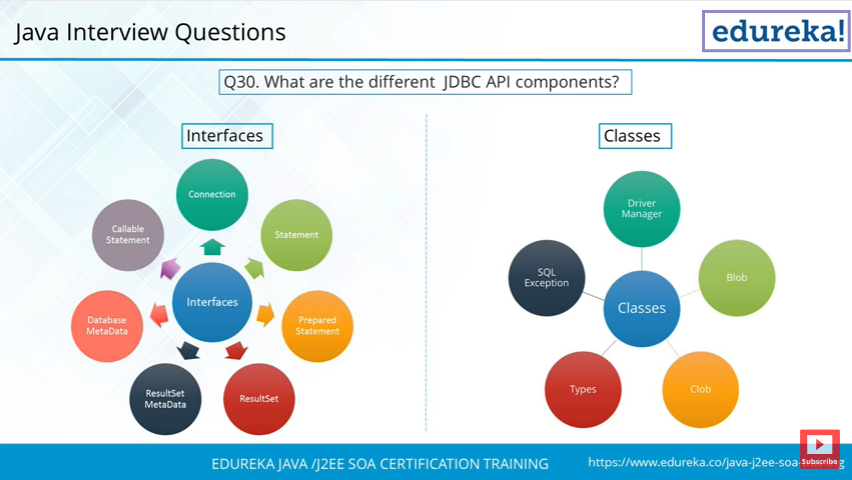 Java Interview Questions
edureka!
Q30. What are the different JDBC API components?
Interfaces
Connection
Statement
Prepared
Statement
ResultSet
ResultSet
MetaData
Database
MetaData
Callable
Statement
Interfaces
Classes
Driver
Manager
Blob
Clob
Types
SQL
Exception
Classes
EDUREKA JAVA /J2EE SOA CERTIFICATION TRAINING
https://www.edureka.co/java-j2ee-soa-
Subscribe